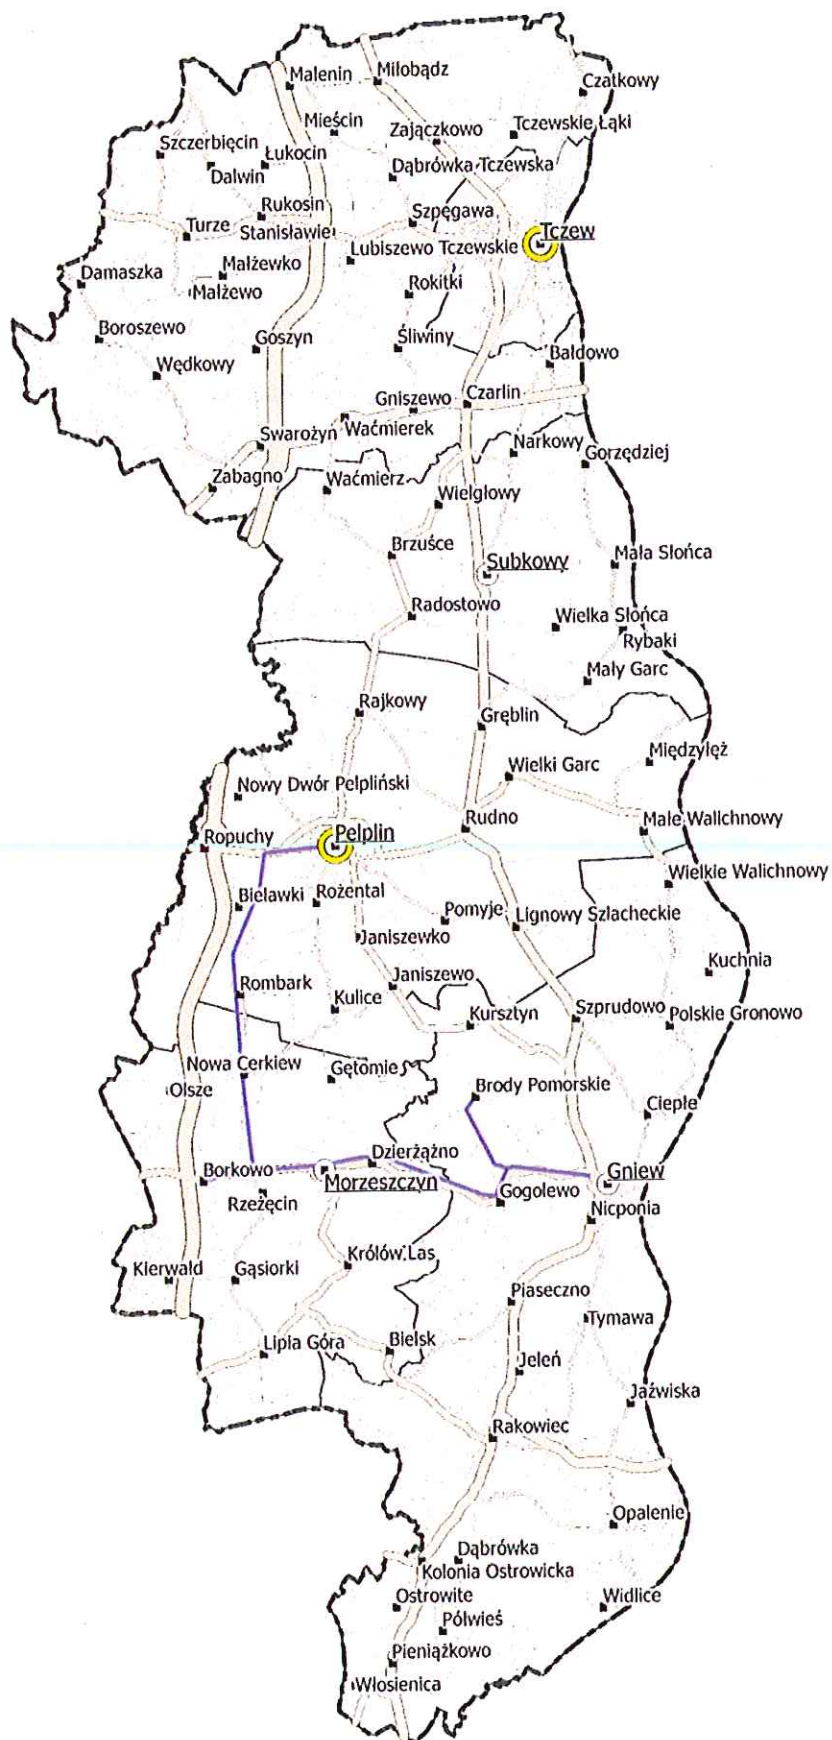 Malenin
Miłobądz
Czatkowy
Mieścin
Zajączkowo
Tczewskie Łąki
Szczerbięcin
Łukocin
Dalwin
Dąbrówka Tczewska
Rukosin
Szpęgawa
Turze
Stanisławie
Tczew
Lubiszewo Tczewskie
Małżewko
Damaszka
Małżewo
Rokitki
Boroszewo
Goszyn
Śliwiny
Bałdowo
Wędkowy
Gniszewo
Czarlin
Waćmierek
Swarożyn
Narkowy
Gorzędziej
Zabagno
Waćmierz
Wielgłowy
Brzuśce
Subkowy
Mała Słońca
Radostowo
Wielka Słońca
Rybaki
Mały Garc
Rajkowy
Gręblin
Międzyłęż
Wielki Garc
Nowy Dwór Pelpliński
Małe Walichnowy
Ropuchy
Pelplin
Rudno
Wielkie Walichnowy
Bielawki
Rożental
Pomyje
Lignowy Szlacheckie
Janiszewko
Kuchnia
Rombark
Janiszewo
Kulice
Kursztyn
Szprudowo
Polskie Gronowo
Nowa Cerkiew
Gętomie
Olsze
Brody Pomorskie
Ciepłe
Dzierżążno
Borkowo
Morzeszczyn
Gniew
Rzeżęcin
Gogolewo
Nicponia
Kierwałd
Gąsiorki
Królów Las
Piaseczno
Tymawa
Lipia Góra
Bielsk
Jeleń
Jaźwiska
Rakowiec
Opalenie
Dąbrówka
Kolonia Ostrowicka
Ostrowite
Widlice
Półwieś
Pieniążkowo
Włosienica